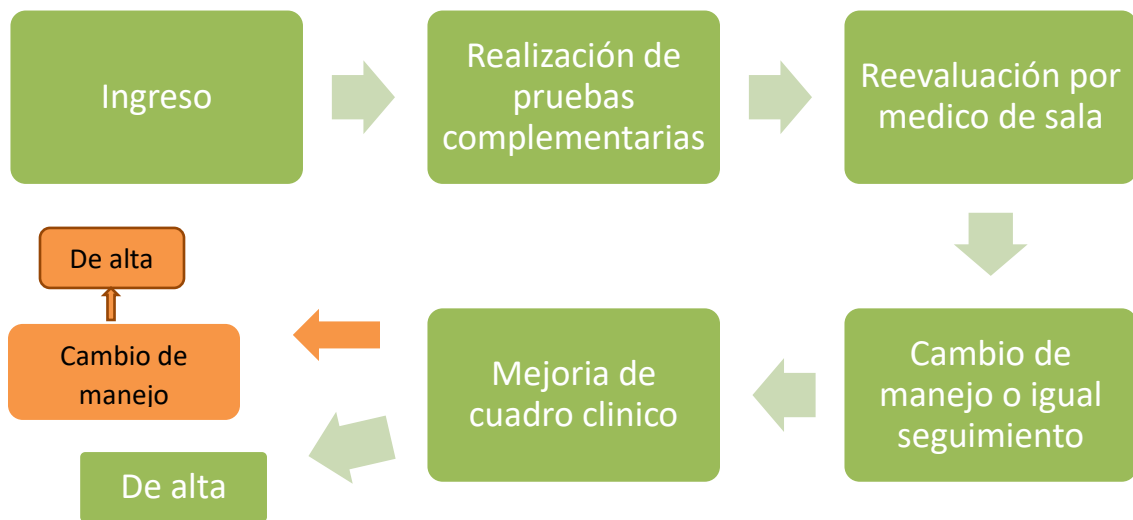 Ingreso
Realización de
pruebas
complementarias
Reevaluación por
medico de sala
Cambio de
manejo o igual
seguimiento
Mejoria de
cuadro clinico
Cambio de
manejo
De alta
De alta